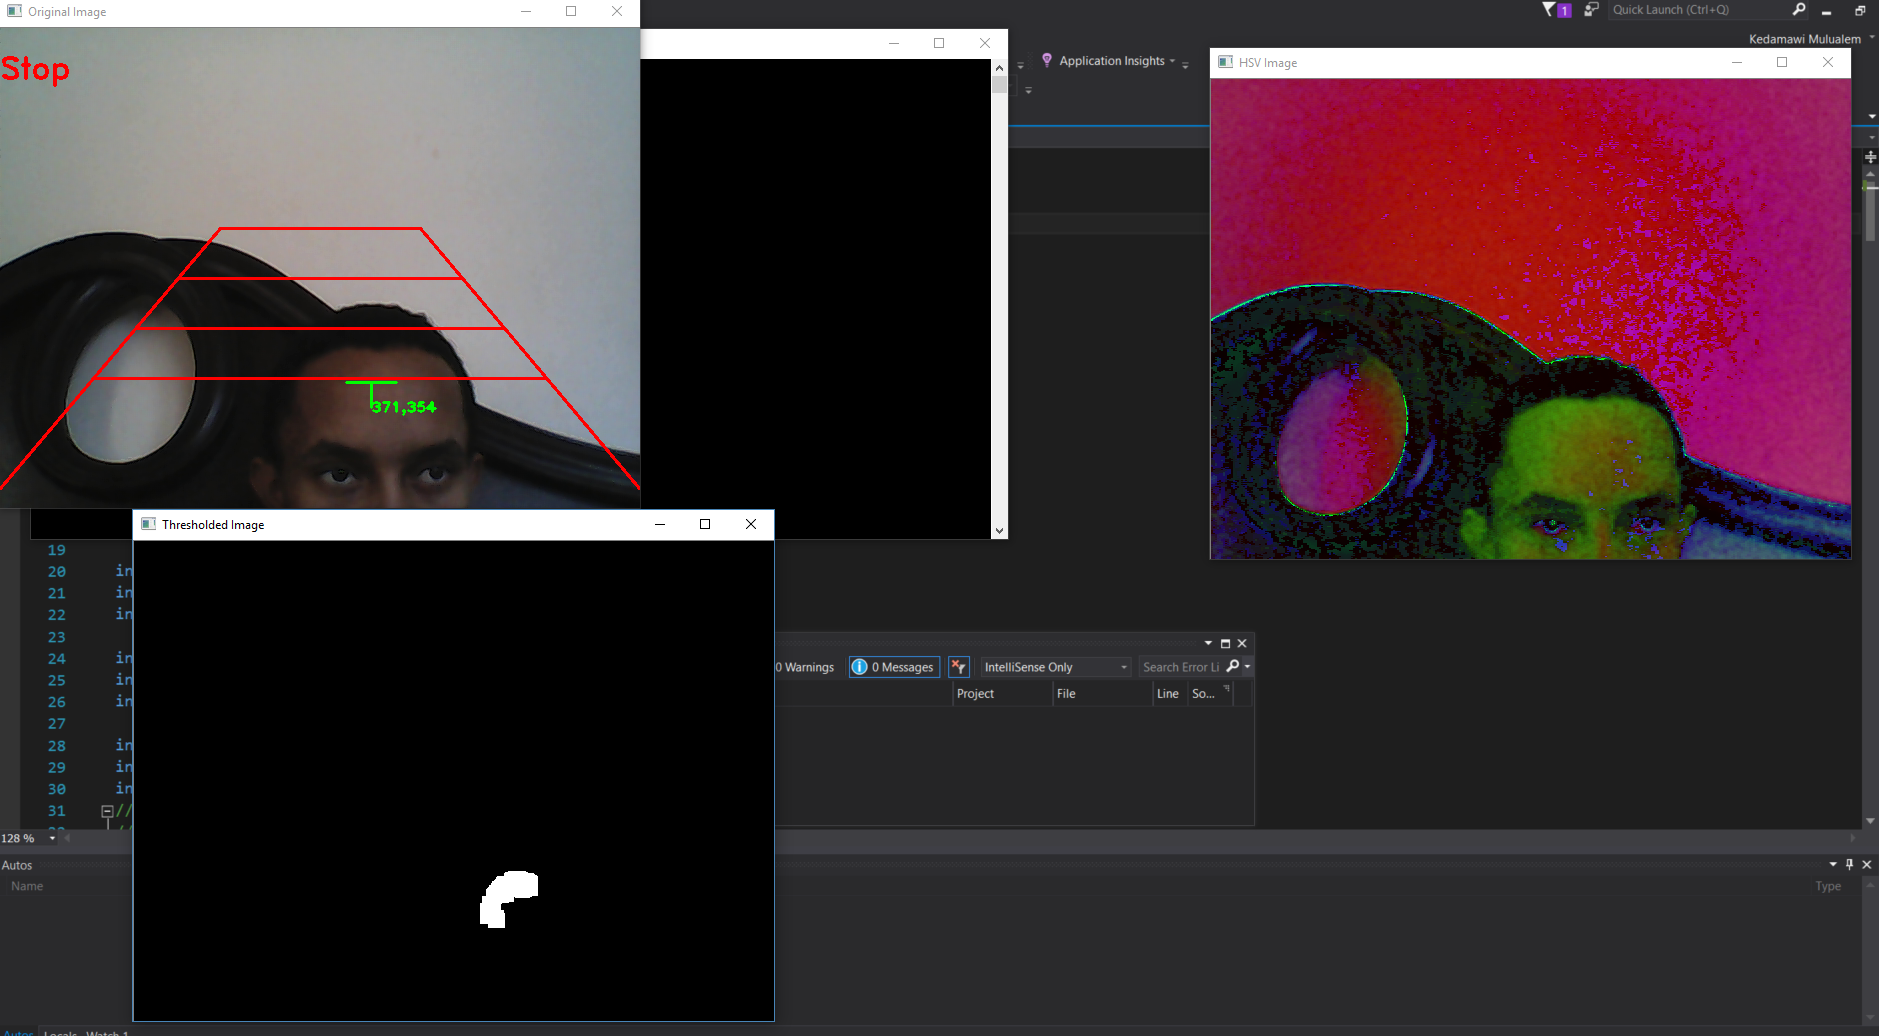 Original Image
Stop
371,354
1
Quick Launch (Ctrl+Q)
Kedamawi Mulualem
Application Insights
HSV Image
Thresholded Image
19
20 in
21 in
22 in
23
24 in
25 in
26 in
27
28 in
29 in
30 in
31 //
128 %
0 Warnings
0 Messages
IntelliSense Only
Search Error Li
Project
File
Line
So...
Autos
Name
Type
Autos
Locals
Watch 1